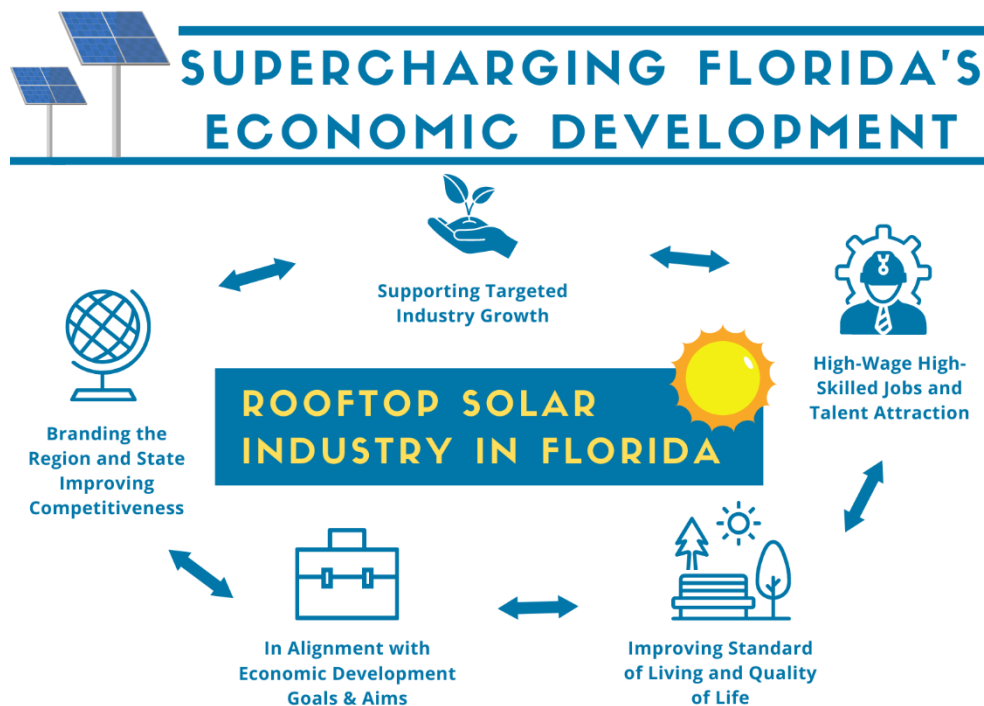 SUPERCHARGING FLORIDA'S
ECONOMIC DEVELOPMENT
Supporting Targeted
Industry Growth
High-Wage High-
Skilled Jobs and
Talent Attraction
ROOFTOP SOLAR
INDUSTRY IN FLORIDA
Branding the
Region and State
Improving
Competitiveness
In Alignment with
Economic Development
Goals & Aims
Improving Standard
of Living and Quality
of Life